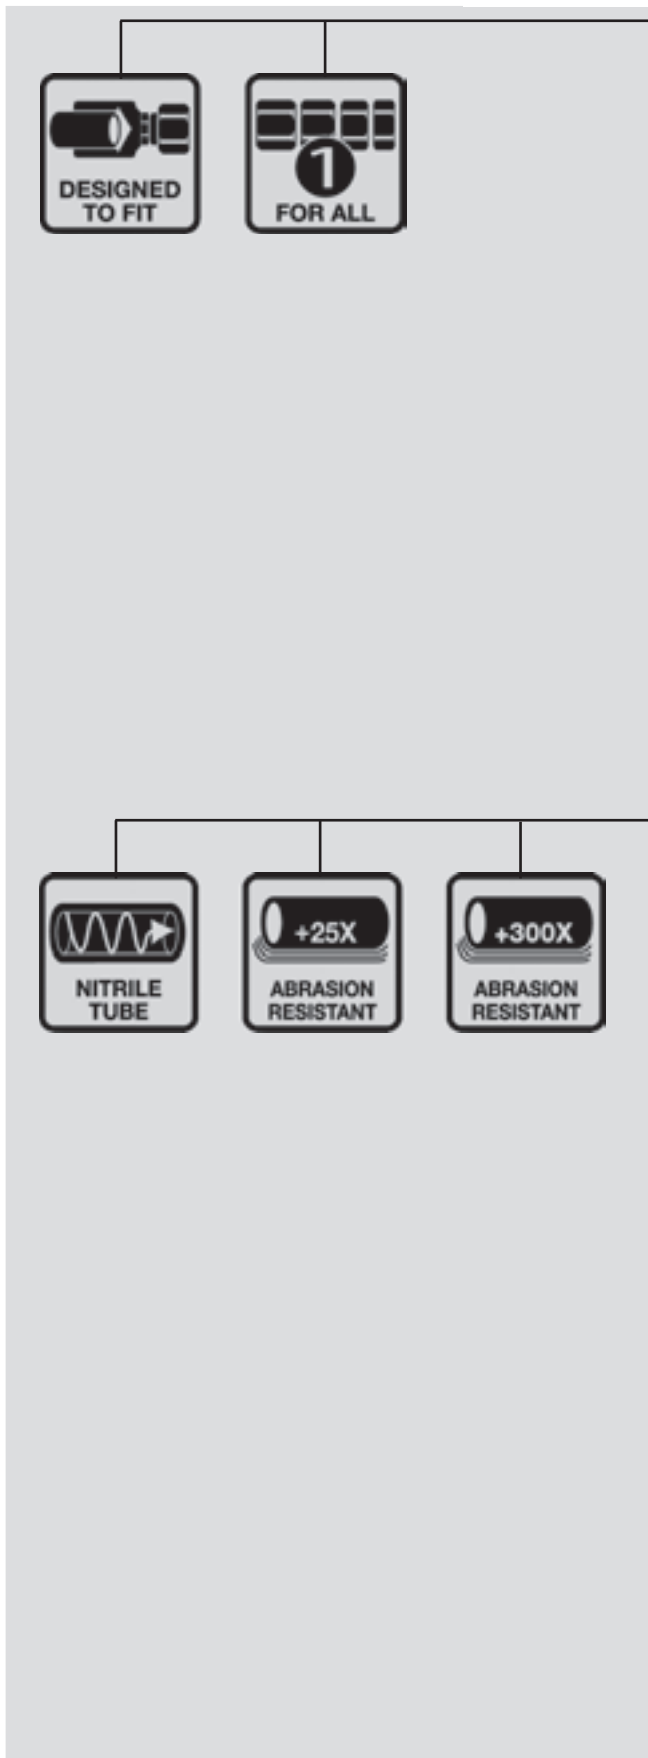 DESIGNED
TO FIT
1
FOR ALL
NITRILE
TUBE
+25X
ABRASION
RESISTANT
+300X
ABRASION
RESISTANT